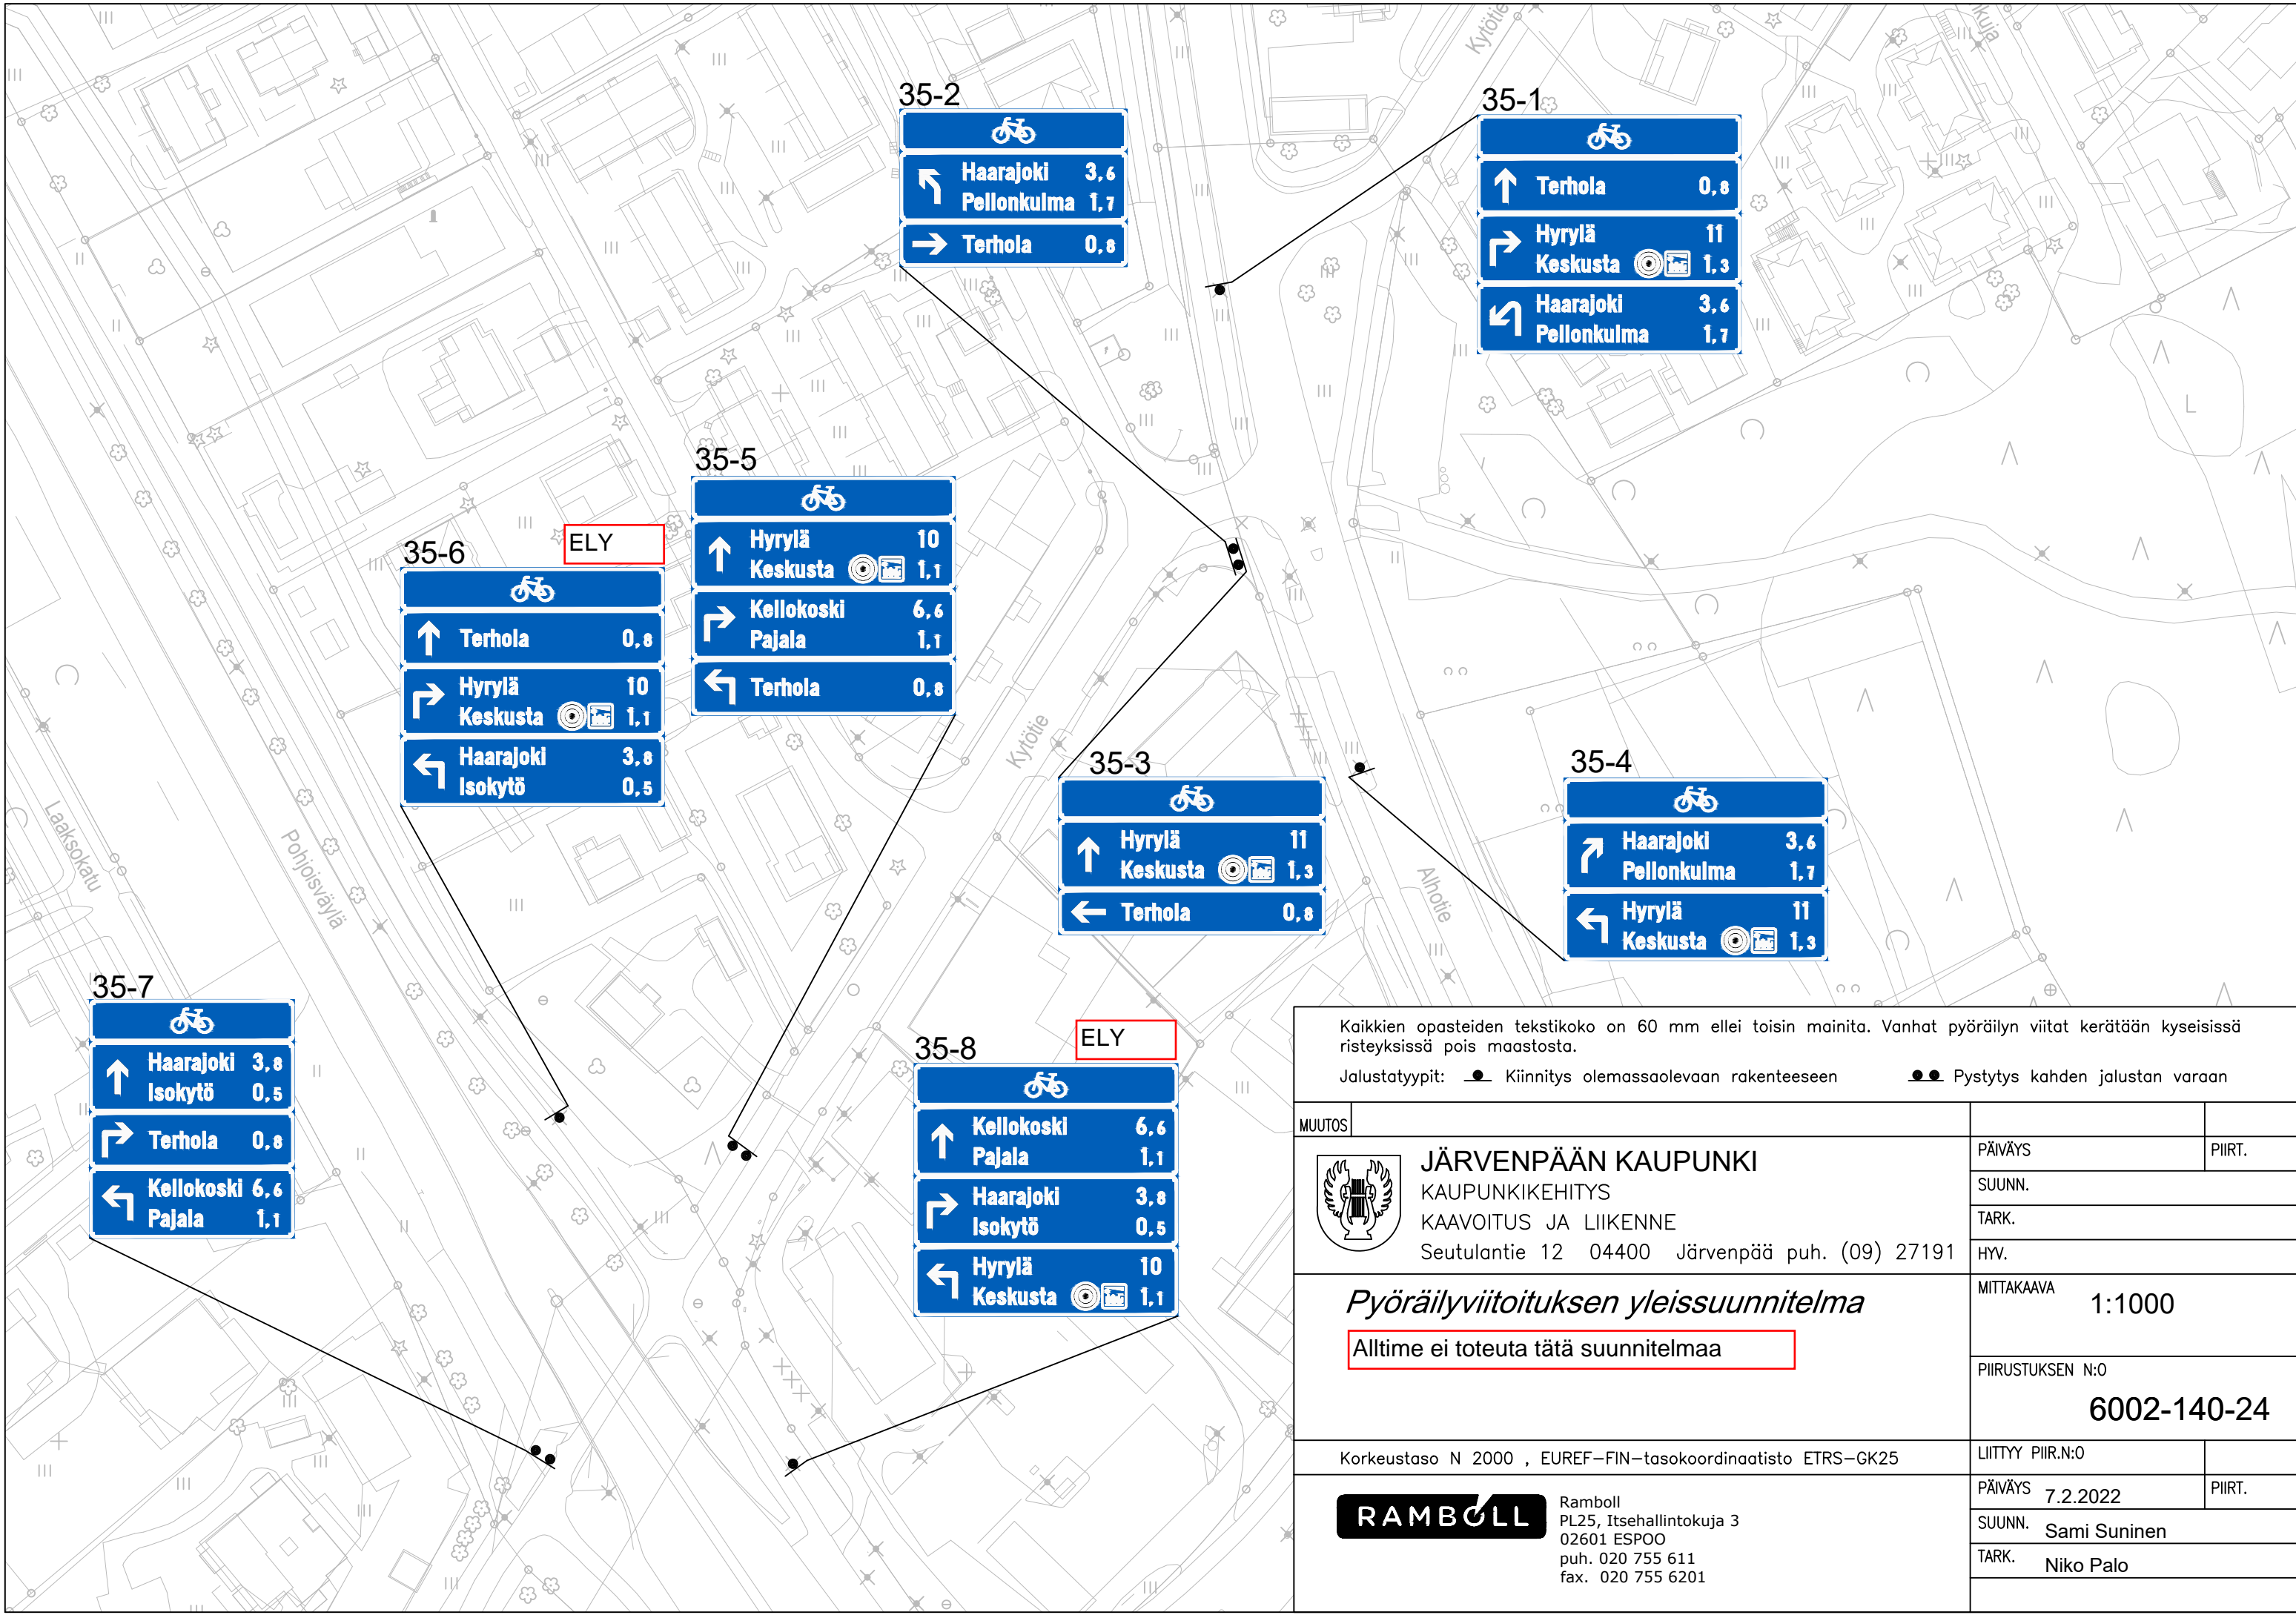 Kytötie
35-2
Haarajoki 3,6
Pellonkulma 1,7
Terhola 0,8
35-1
Terhola 0,8
Hyrylä 11
Keskusta 1,3
Haarajoki 3,6
Pellonkulma 1,7
35-5
Hyrylä 10
Keskusta 1,1
Kellokoski 6,6
Pajala 1,1
Terhola 0,8
35-6
ELY
Terhola 0,8
Hyrylä 10
Keskusta 1,1
Haarajoki 3,8
Isokytö 0,5
Kytötie
Laaksokatu
Pohjoisväylä
Alhotie
35-3
Hyrylä 11
Keskusta 1,3
Terhola 0,8
35-4
Haarajoki 3,6
Pellonkulma 1,7
Hyrylä 11
Keskusta 1,3
35-7
Haarajoki 3,8
Isokytö 0,5
Terhola 0,8
Kellokoski 6,6
Pajala 1,1
35-8
ELY
Kellokoski 6,6
Pajala 1,1
Haarajoki 3,8
Isokytö 0,5
Hyrylä 10
Keskusta 1,1
Kaikkien opasteiden tekstikoko on 60 mm ellei toisin mainita. Vanhat pyöräilyn viitat kerätään kyseisissä
risteyksissä pois maastosta.
Jalustatyypit: Kiinnitys olemassaolevaan rakenteeseen Pystytys kahden jalustan varaan
MUUTOS
JÄRVENPÄÄN KAUPUNKI
KAUPUNKIKEHITYS
KAAVOITUS JA LIIKENNE
Seutulantie 12 04400 Järvenpää puh. (09) 27191
PÄIVÄYS PIIRT.
SUUNN.
TARK.
HYV.
Pyöräilyviitoituksen yleissuunnitelma
Alltime ei toteuta tätä suunnitelmaa
MITTAKAAVA
1:1000
PIIRUSTUKSEN N:O
6002-140-24
Korkeustaso N 2000 , EUREF-FIN-tasokoordinaatisto ETRS-GK25
LIITTYY PIIR.N:O
RAMBOLL
Ramboll
PL25, Itsehallintokuja 3
02601 ESPOO
puh. 020 755 611
fax. 020 755 6201
PÄIVÄYS 7.2.2022 PIIRT.
SUUNN. Sami Suninen
TARK. Niko Palo